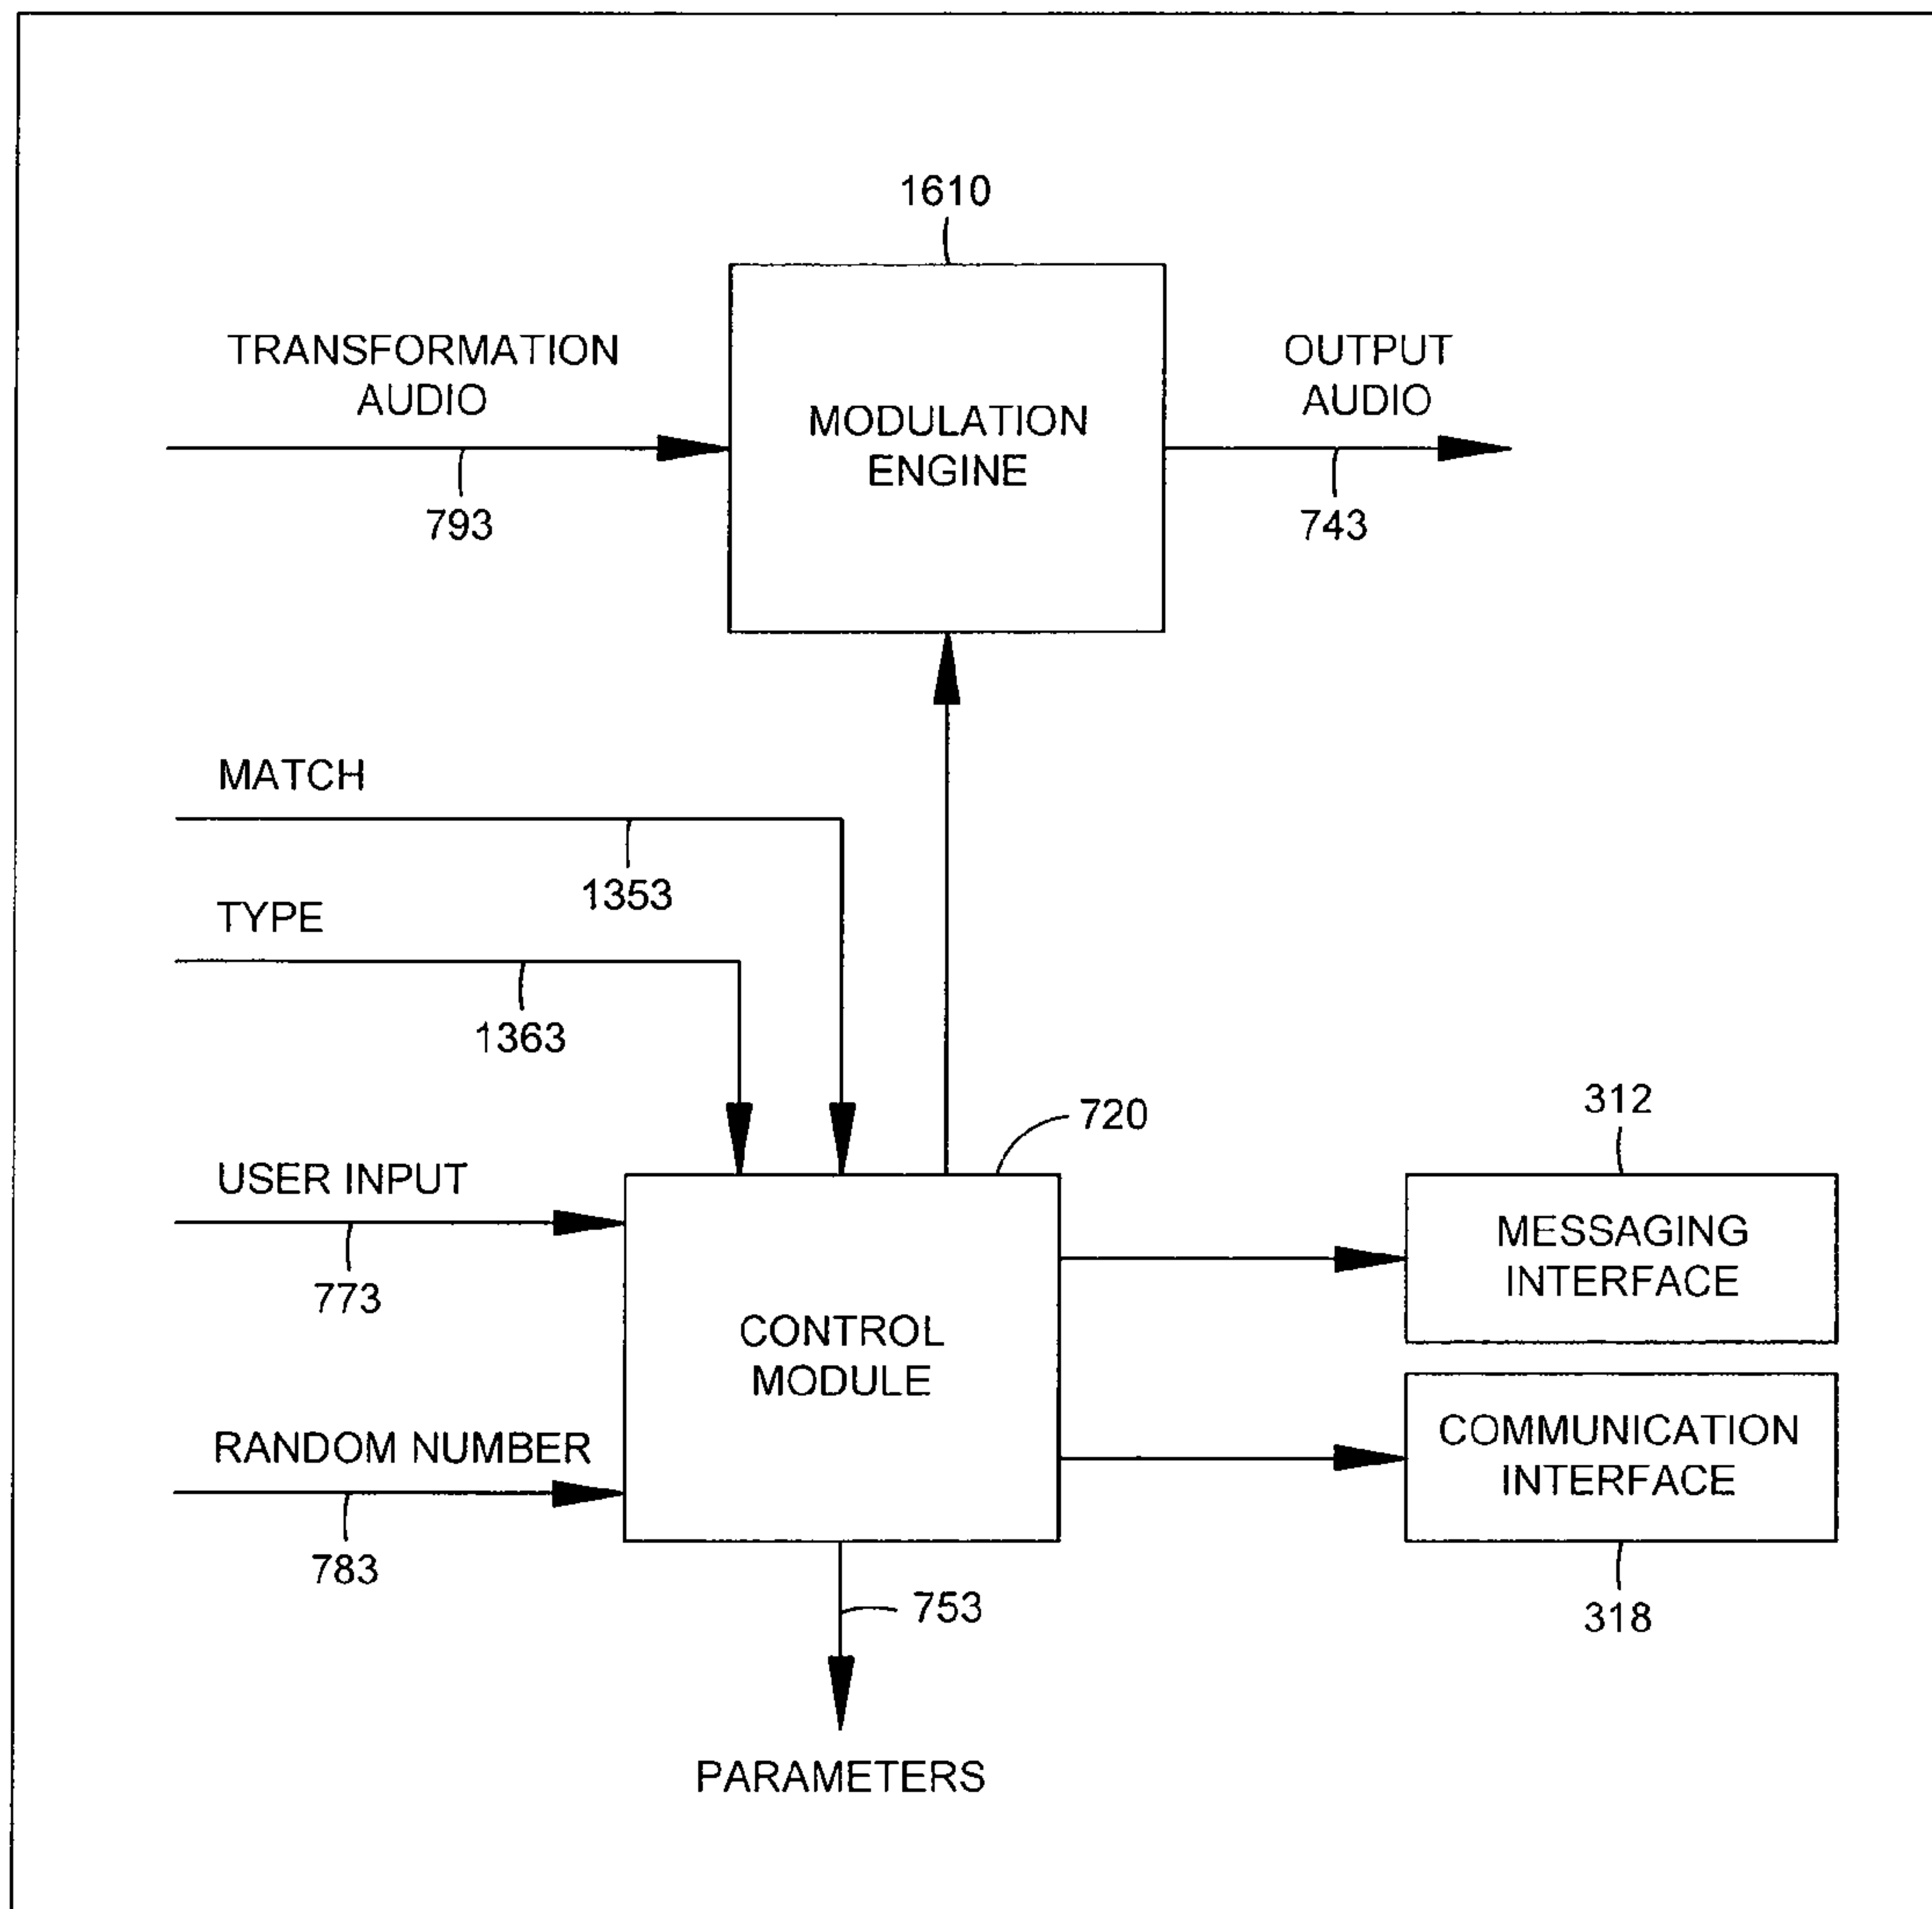 1610
TRANSFORMATION
AUDIO
OUTPUT
AUDIO
MODULATION
ENGINE
793
743
MATCH
1353
TYPE
1363
720
312
USER INPUT
773
MESSAGING
INTERFACE
CONTROL
MODULE
RANDOM NUMBER
783
COMMUNICATION
INTERFACE
753
318
PARAMETERS